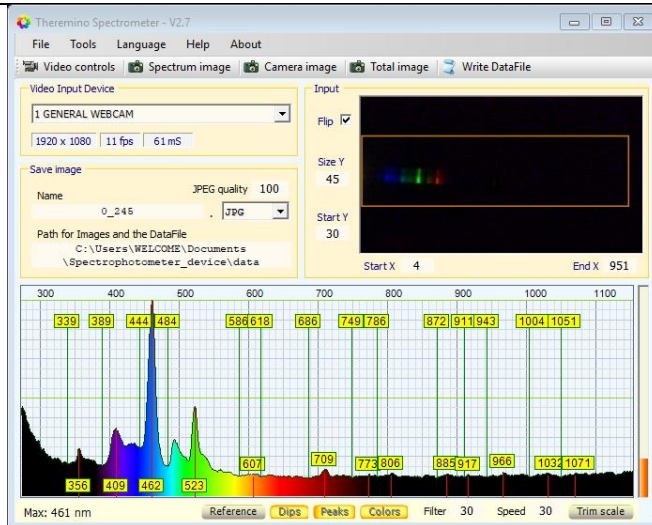 Theremino Spectrometer - V2.7
File Tools Language Help About
Video controls Spectrum image Camera image Total image Write DataFile
Video Input Device
1 GENERAL WEBCAM
1920 x 1080 11 fps 61 mS
Save image
Name JPEG quality 100
0_245 . JPG
Path for Images and the DataFile
C:\Users\WELCOME\Documents
\Spectrophotometer_device\data
Input
Flip
Size Y
45
Start Y
30
Start X 4 End X 951
300 400 500 600 700 800 900 1000 1100
339 389 444 484 586 618 686 749 786 872 911 943 1004 1051
607 709 773 806 885 917 966 1032 1071
356 409 462 523
Max: 461 nm Reference Dips Peaks Colors Filter 30 Speed 30 Trim scale